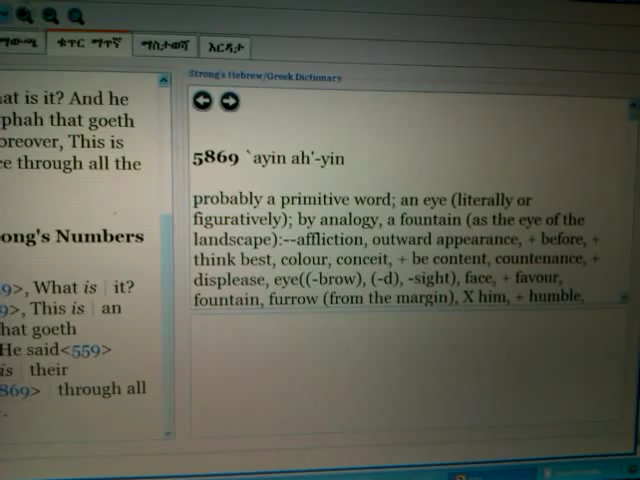 ቁጥር ማጥኛ
ማስታወሻ
እርዳታ
at is it? And he
phah that goeth
oreover, This is
ce through all the
ong's Numbers
9>, What is | it?
9>, This is | an
hat goeth
He said<559>
is | their
869> | through all
.
Strong's Hebrew/Greek Dictionary
5869 `ayin ah'-yin
probably a primitive word; an eye (literally or
figuratively); by analogy, a fountain (as the eye of the
landscape):--affliction, outward appearance, + before, +
think best, colour, conceit, + be content, countenance, +
displease, eye((-brow), (-d), -sight), face, + favour,
fountain, furrow (from the margin), X him, + humble,